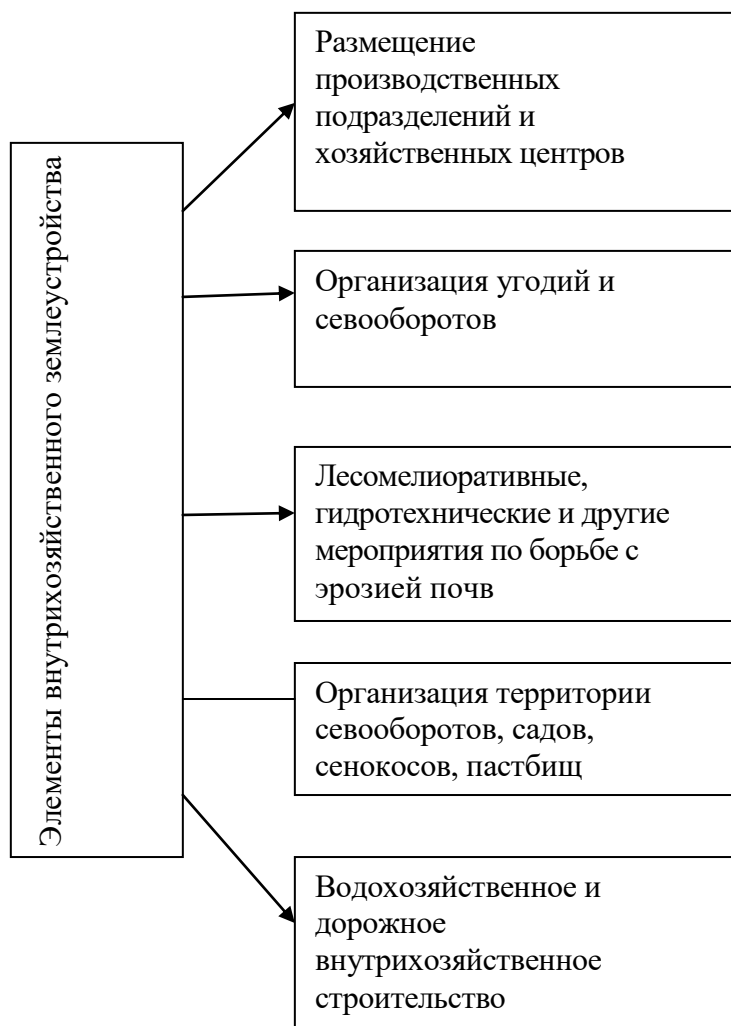 Элементы внутрихозяйственного землеустройства
Размещение
производственных
подразделений и
хозяйственных центров
Организация угодий и
севооборотов
Лесомелиоративные,
гидротехнические и другие
мероприятия по борьбе с
эрозией почв
Организация территории
севооборотов, садов,
сенокосов, пастбищ
Водохозяйственное и
дорожное
внутрихозяйственное
строительство